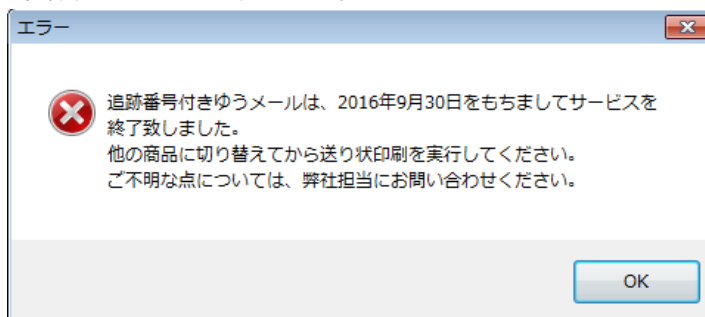 エラー
追跡番号付きゆうメールは、2016年9月30日をもちましてサービスを
終了致しました。
他の商品に切り替えてから送り状印刷を実行してください。
ご不明な点については、弊社担当にお問い合わせください。
OK